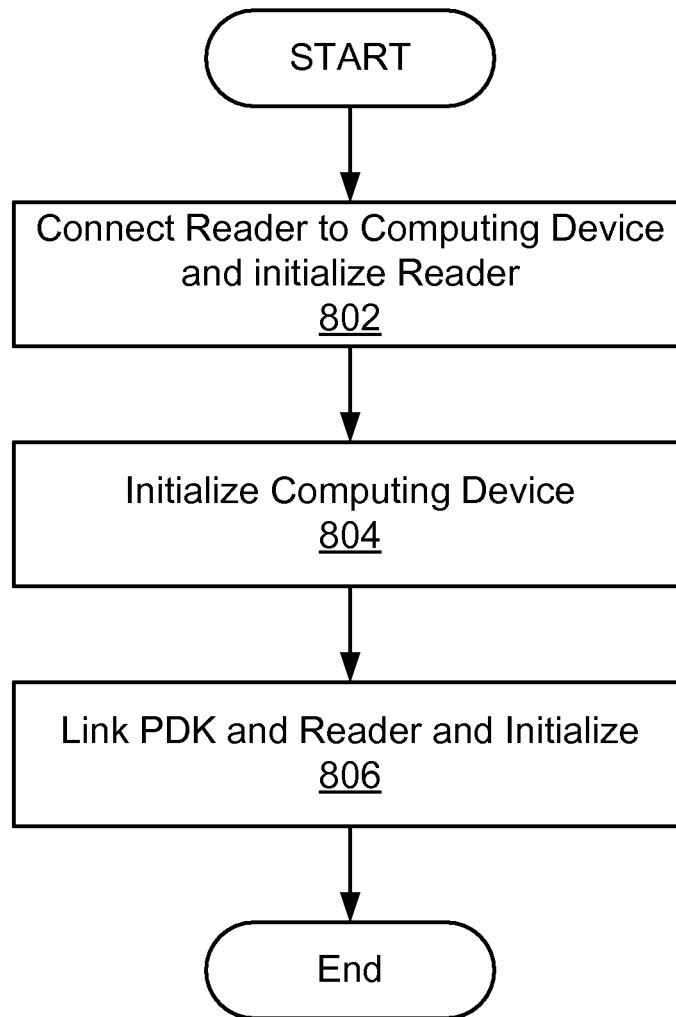 START
Connect Reader to Computing Device
and initialize Reader
802
Initialize Computing Device
804
Link PDK and Reader and Initialize
806
End